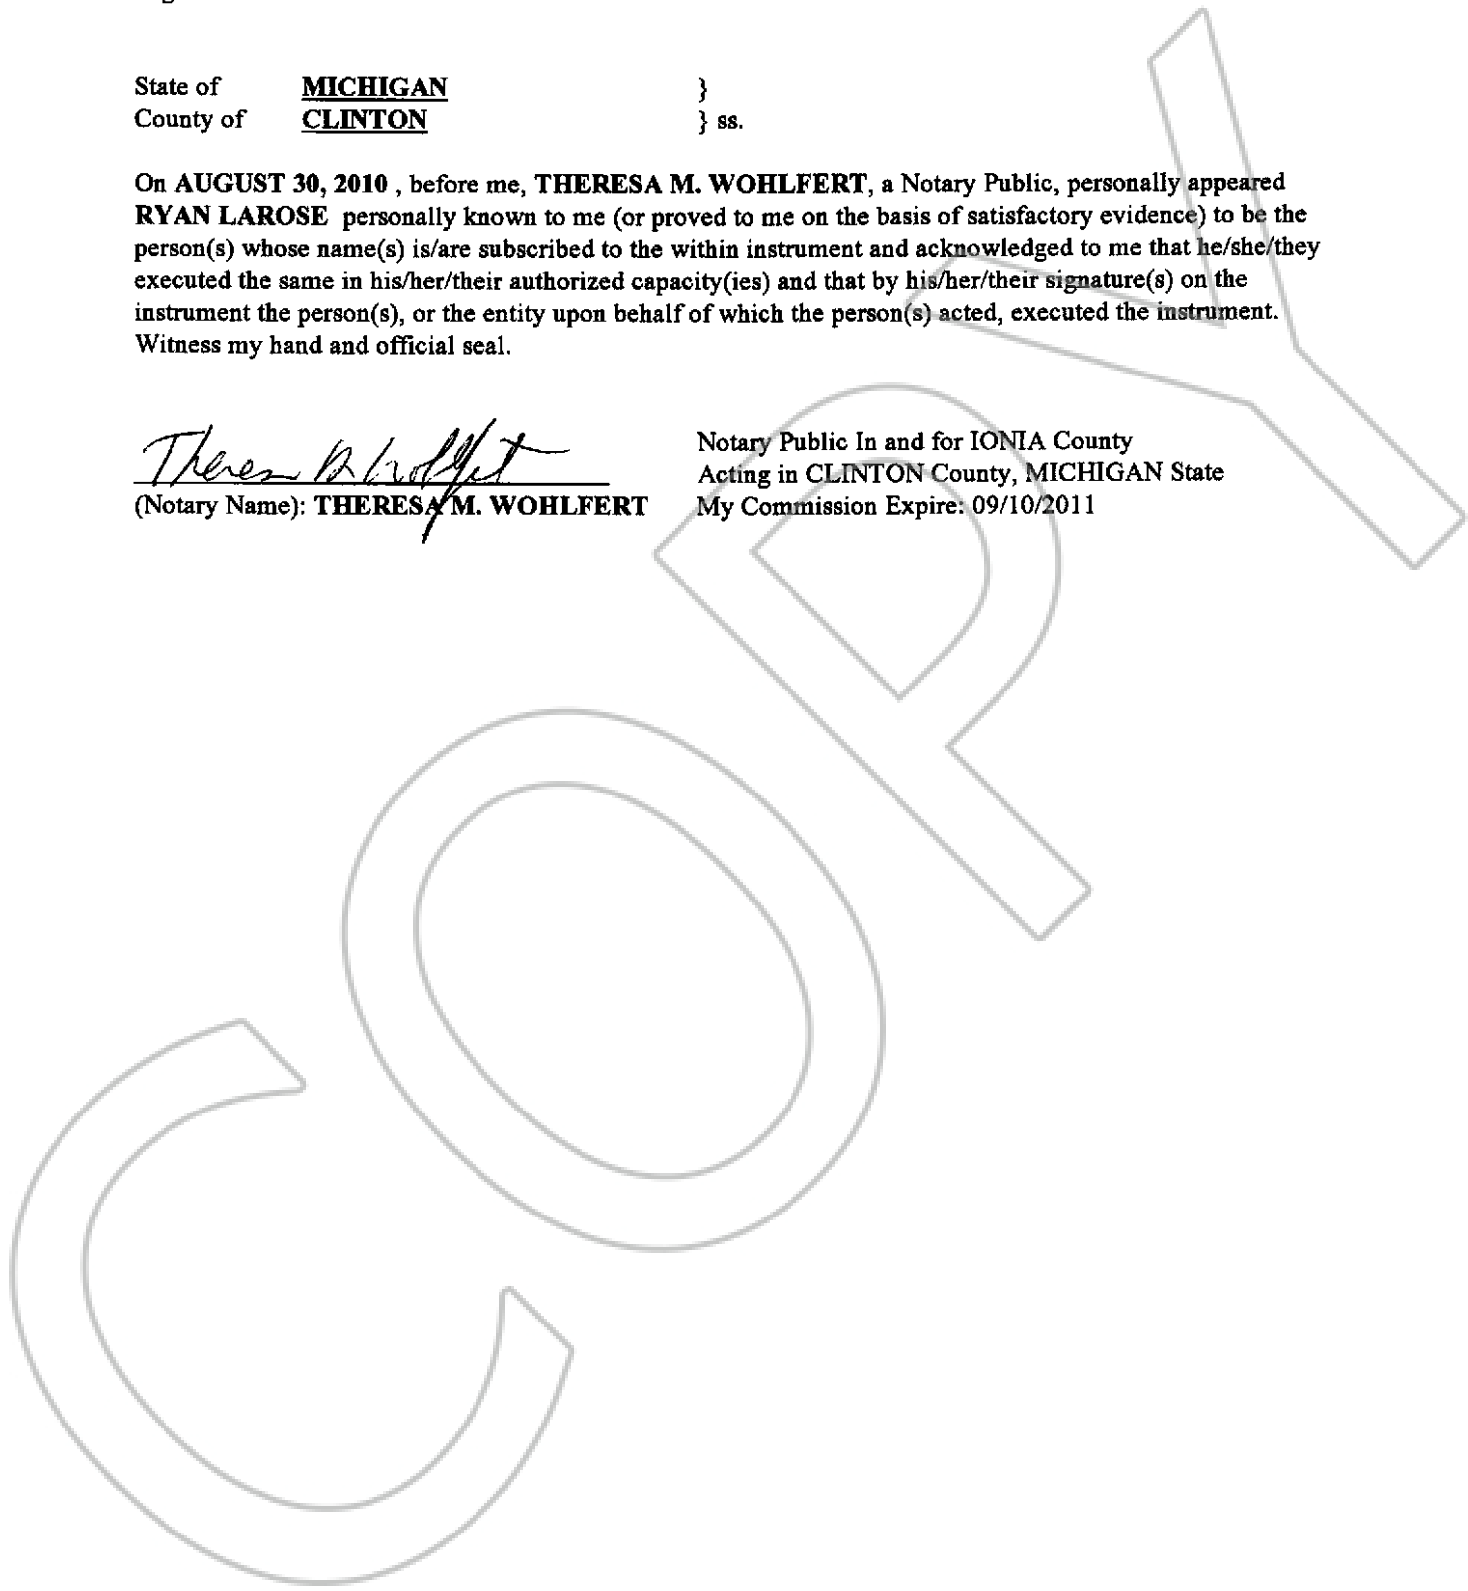 State of MICHIGAN }
County of CLINTON } ss.
On AUGUST 30, 2010 , before me, THERESA M. WOHLFERT, a Notary Public, personally appeared
RYAN LAROSE personally known to me (or proved to me on the basis of satisfactory evidence) to be the
person(s) whose name(s) is/are subscribed to the within instrument and acknowledged to me that he/she/they
executed the same in his/her/their authorized capacity(ies) and that by his/her/their signature(s) on the
instrument the person(s), or the entity upon behalf of which the person(s) acted, executed the instrument.
Witness my hand and official seal.
Notary Public In and for IONIA County
Acting in CLINTON County, MICHIGAN State
(Notary Name): THERESA M. WOHLFERT My Commission Expire: 09/10/2011
COPY